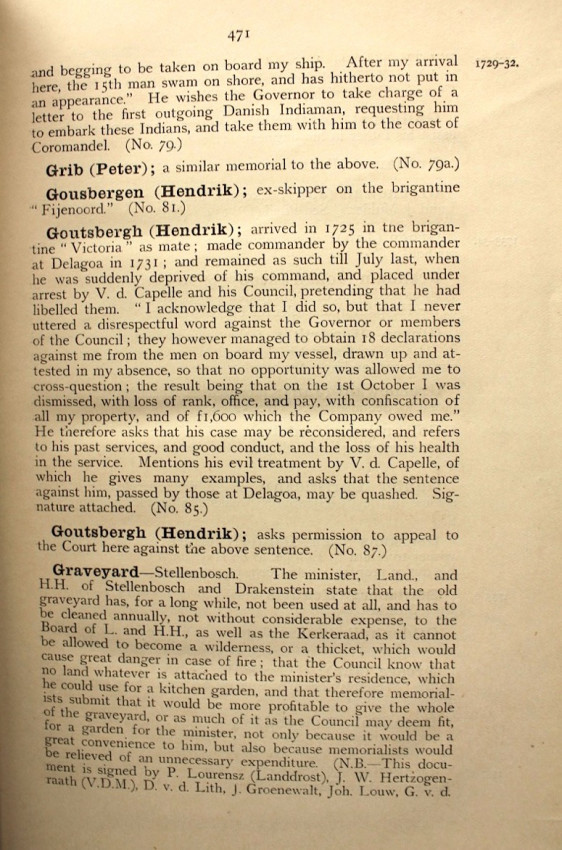 471
1729-32.
and begging to be taken on board my ship. After my arrival
here, the 15th man swam on shore, and has hitherto not put in
an appearance." He wishes the Governor to take charge of a
letter to the first outgoing Danish Indiaman, requesting him
to embark these Indians, and take them with him to the coast of
Coromandel. (No. 79.)
Grib (Peter); a similar memorial to the above. (No. 79a.)
Gousbergen (Hendrik); ex-skipper on the brigantine
"Fijenoord." (No. 81.)
Goutsbergh (Hendrik); arrived in 1725 in tne brigan-
tine "Victoria" as mate; made commander by the commander
at Delagoa in 1731; and remained as such till July last, when
he was suddenly deprived of his command, and placed under
arrest by V. d. Capelle and his Council, pretending that he had
libelled them. "I acknowledge that I did so, but that I never
uttered a disrespectful word against the Governor or members
of the Council; they however managed to obtain 18 declarations
against me from the men on board my vessel, drawn up and at-
tested in my absence, so that no opportunity was allowed me to
cross-question; the result being that on the 1st October I was
dismissed, with loss of rank, office, and pay, with confiscation of
all my property, and of f1,600 which the Company owed me."
He therefore asks that his case may be reconsidered, and refers
to his past services, and good conduct, and the loss of his health
in the service. Mentions his evil treatment by V. d. Capelle, of
which he gives many examples, and asks that the sentence
against him, passed by those at Delagoa, may be quashed. Sig-
nature attached. (No. 85.)
Goutsbergh (Hendrik); asks permission to appeal to
the Court here against the above sentence. (No. 87.)
Graveyard—Stellenbosch. The minister, Land., and
H.H. of Stellenbosch and Drakenstein state that the old
graveyard has, for a long while, not been used at all, and has to
be cleaned annually, not without considerable expense, to the
Board of L. and H.H., as well as the Kerkeraad, as it cannot
be allowed to become a wilderness, or a thicket, which would
cause great danger in case of fire; that the Council know that
no land whatever is attached to the minister's residence, which
he could use for a kitchen garden, and that therefore memorial-
ists submit that it would be more profitable to give the whole
of the graveyard, or as much of it as the Council may deem fit,
for a garden for the minister, not only because it would be a
great convenience to him, but also because memorialists would
be relieved of an unnecessary expenditure. (N.B.—This docu-
ment is signed by P. Lourensz (Landdrost), J. W. Hertzogen-
raath (V.D.M.), D. v. d. Lith, J. Groenewalt, Joh. Louw, G. v. d.